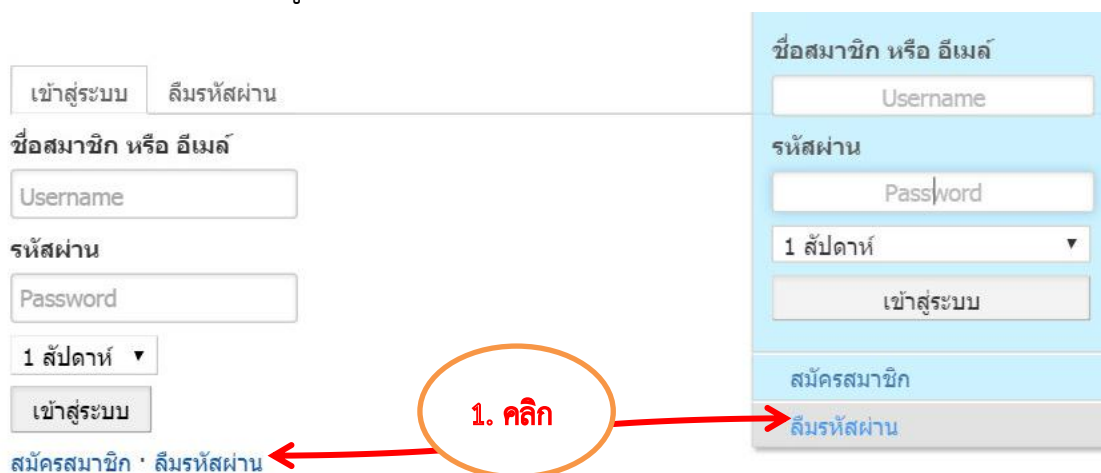 เข้าสู่ระบบ ลืมรหัสผ่าน
ชื่อสมาชิก หรือ อีเมล์
Username
รหัสผ่าน
Password
1 สัปดาห์
เข้าสู่ระบบ
สมัครสมาชิก · ลืมรหัสผ่าน
1. คลิก
ชื่อสมาชิก หรือ อีเมล์
Username
รหัสผ่าน
Password
1 สัปดาห์
เข้าสู่ระบบ
สมัครสมาชิก
ลืมรหัสผ่าน